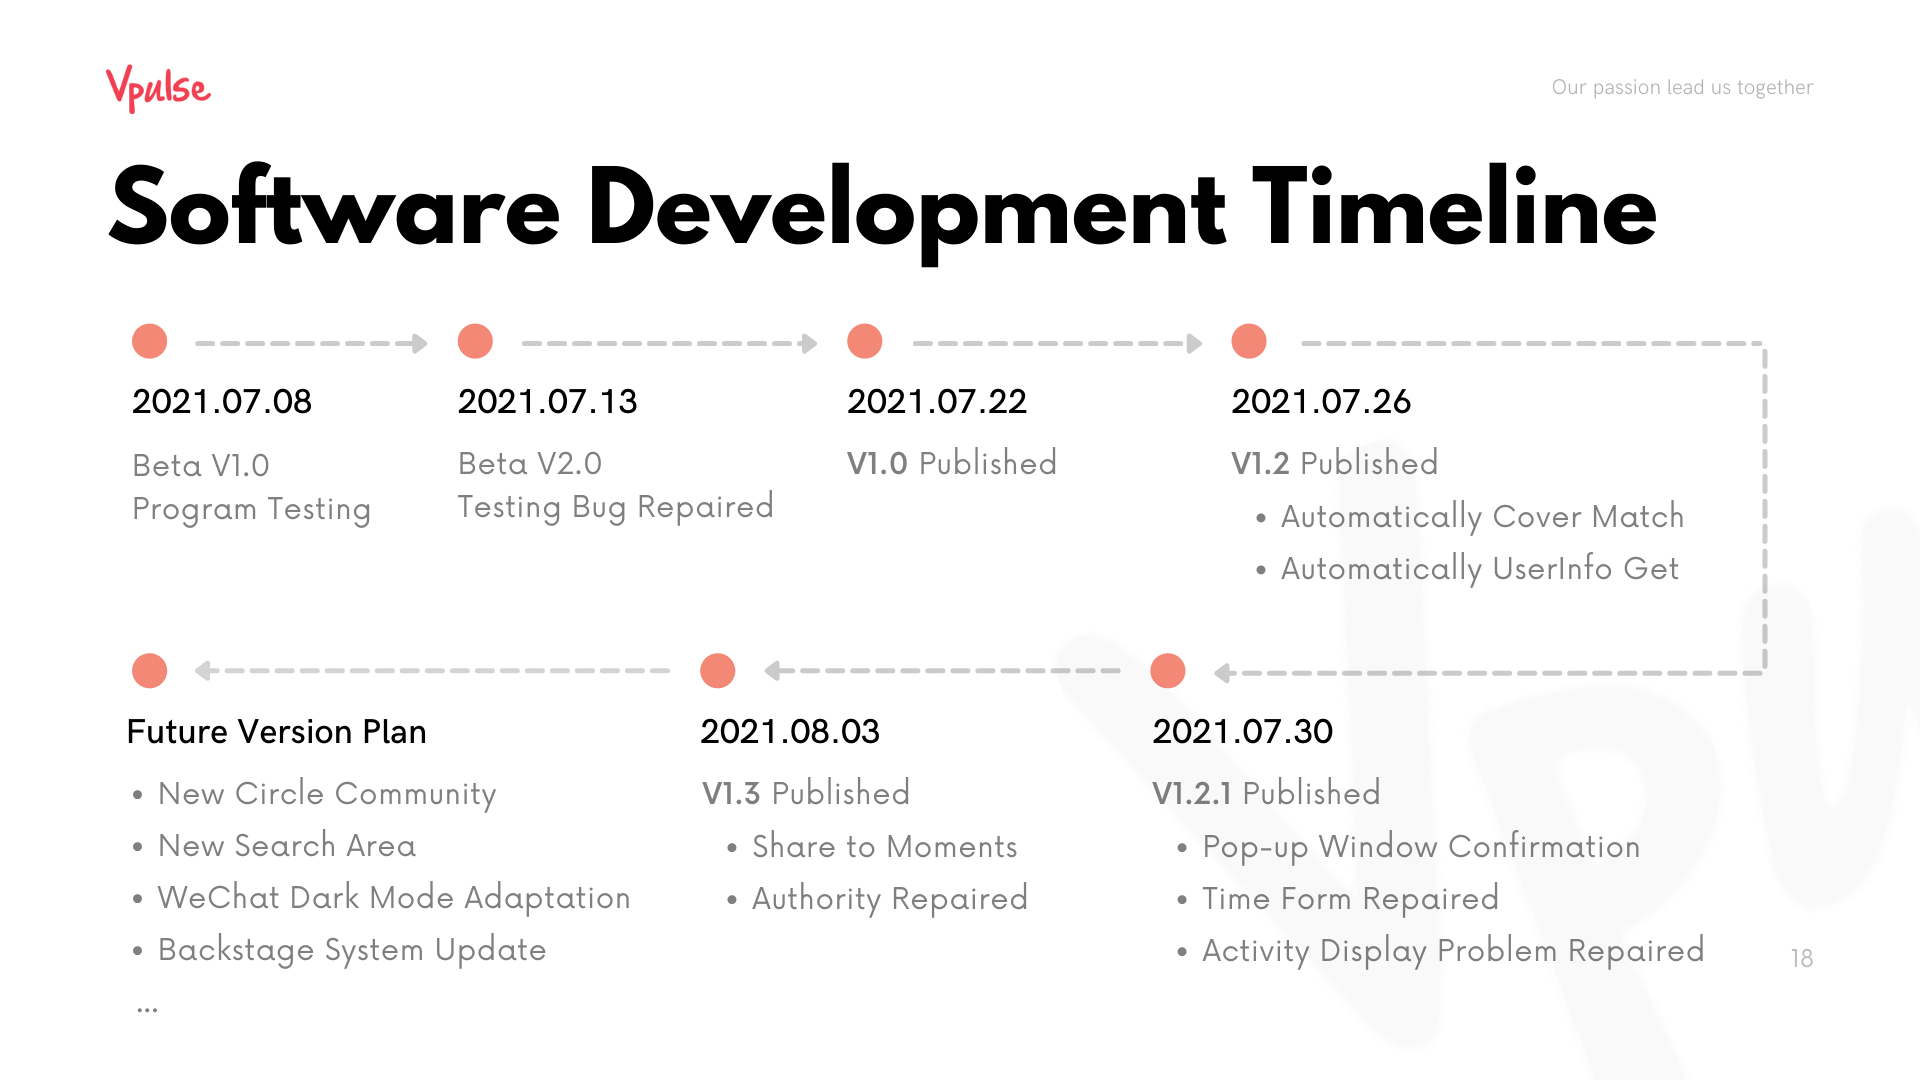 Vpulse
Our passion lead us together
Software Development Timeline
2021.07.08
Beta V1.0
Program Testing
2021.07.13
Beta V2.0
Testing Bug Repaired
2021.07.22
V1.0 Published
2021.07.26
V1.2 Published
• Automatically Cover Match
• Automatically UserInfo Get
2021.07.30
V1.2.1 Published
• Pop-up Window Confirmation
• Time Form Repaired
• Activity Display Problem Repaired
2021.08.03
V1.3 Published
• Share to Moments
• Authority Repaired
Future Version Plan
• New Circle Community
• New Search Area
• WeChat Dark Mode Adaptation
• Backstage System Update
...
18